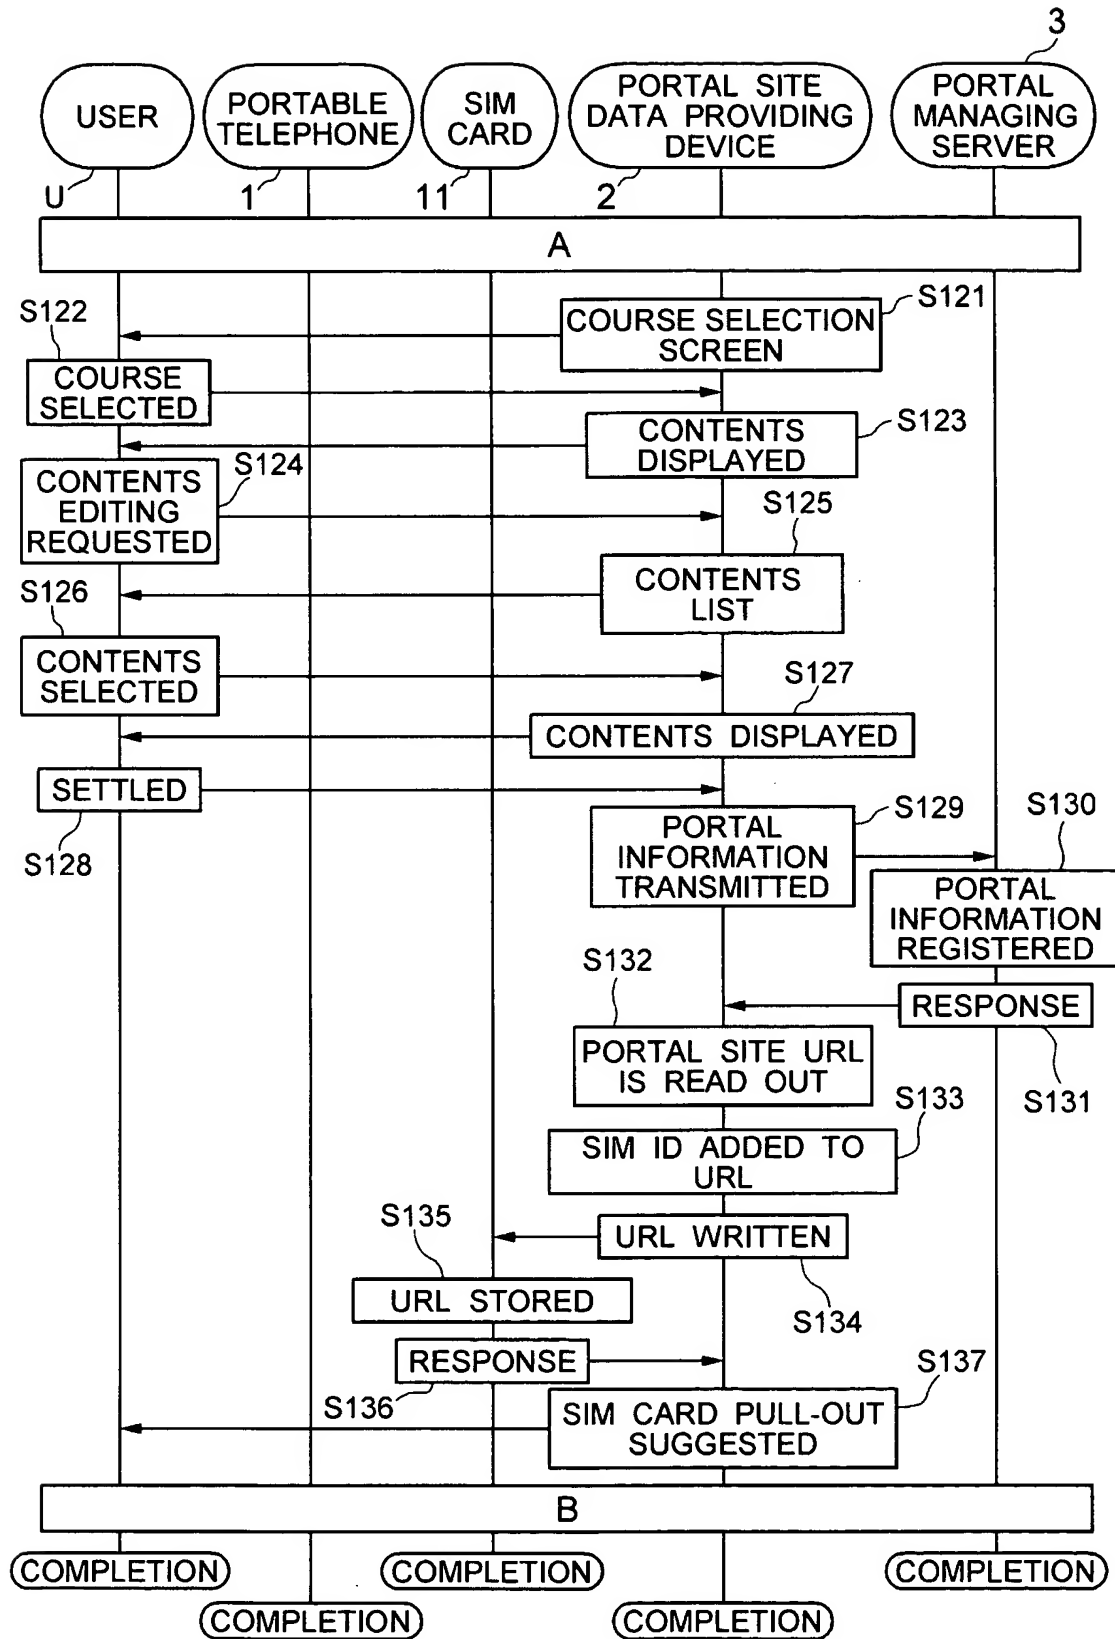 3
USER
PORTABLE
TELEPHONE
SIM
CARD
PORTAL SITE
DATA PROVIDING
DEVICE
PORTAL
MANAGING
SERVER
U
1
11
2
A
S121
S122
COURSE SELECTION
SCREEN
COURSE
SELECTED
S123
CONTENTS
DISPLAYED
S124
CONTENTS
EDITING
REQUESTED
S125
CONTENTS
LIST
S126
CONTENTS
SELECTED
S127
CONTENTS DISPLAYED
SETTLED
S128
S129
PORTAL
INFORMATION
TRANSMITTED
S130
PORTAL
INFORMATION
REGISTERED
RESPONSE
S131
S132
PORTAL SITE URL
IS READ OUT
S133
SIM ID ADDED TO
URL
URL WRITTEN
S134
S135
URL STORED
RESPONSE
S136
S137
SIM CARD PULL-OUT
SUGGESTED
B
COMPLETION
COMPLETION
COMPLETION
COMPLETION
COMPLETION